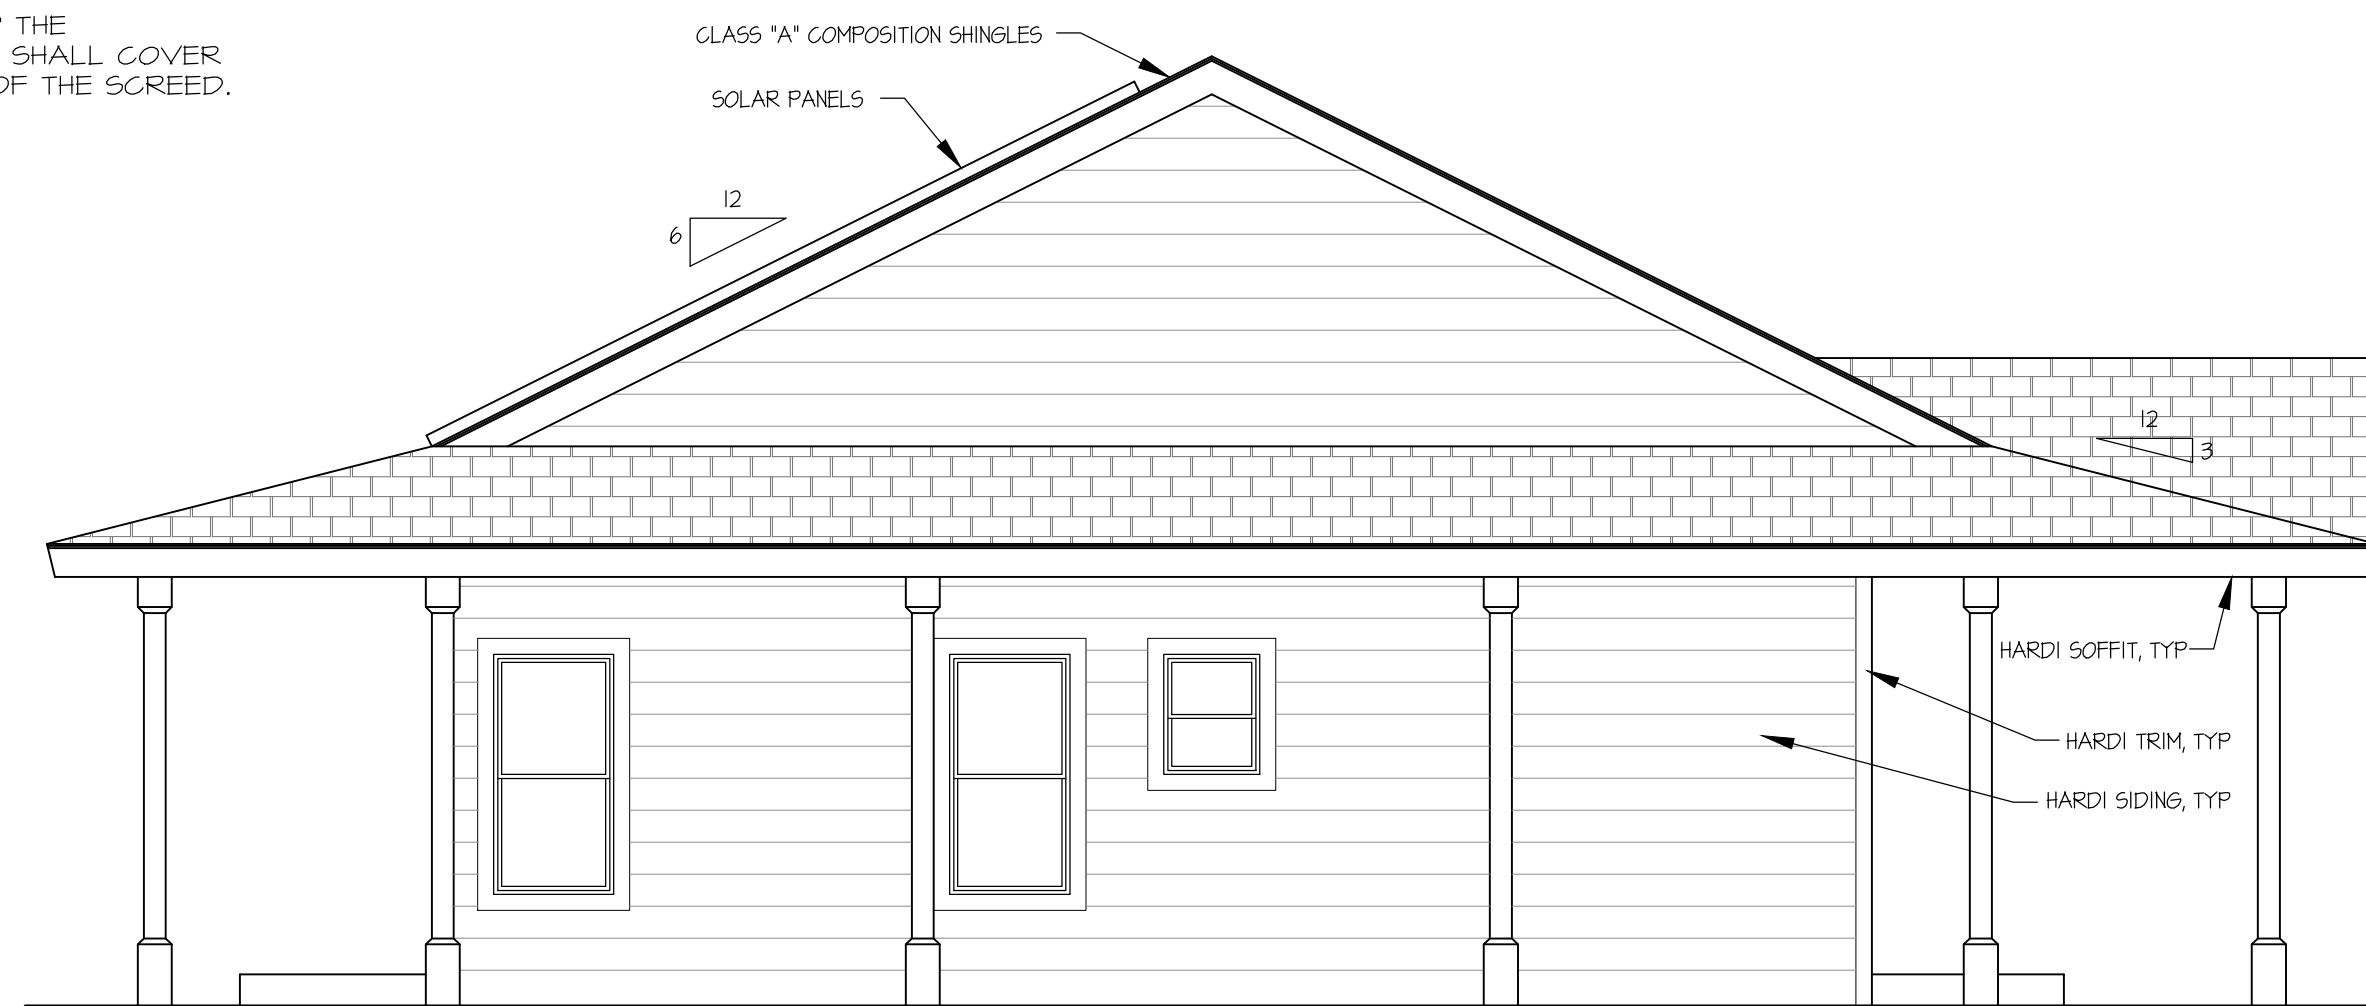 THE
SHALL COVER
OF THE SCREED.
CLASS "A" COMPOSITION SHINGLES
SOLAR PANELS
12
6
12
3
HARDI SOFFIT, TYP
HARDI TRIM, TYP
HARDI SIDING, TYP